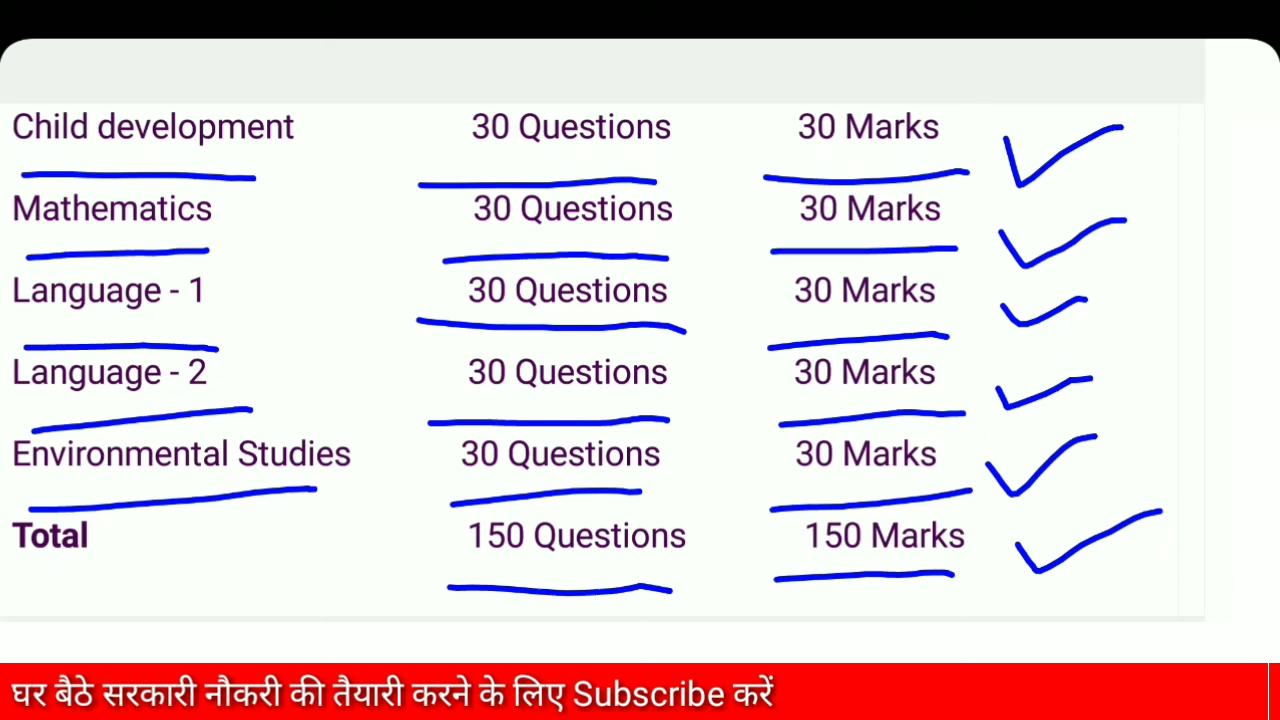 Child development 30 Questions 30 Marks
Mathematics 30 Questions 30 Marks
Language - 1 30 Questions 30 Marks
Language - 2 30 Questions 30 Marks
Environmental Studies 30 Questions 30 Marks
Total 150 Questions 150 Marks
घर बैठे सरकारी नौकरी की तैयारी करने के लिए Subscribe करें